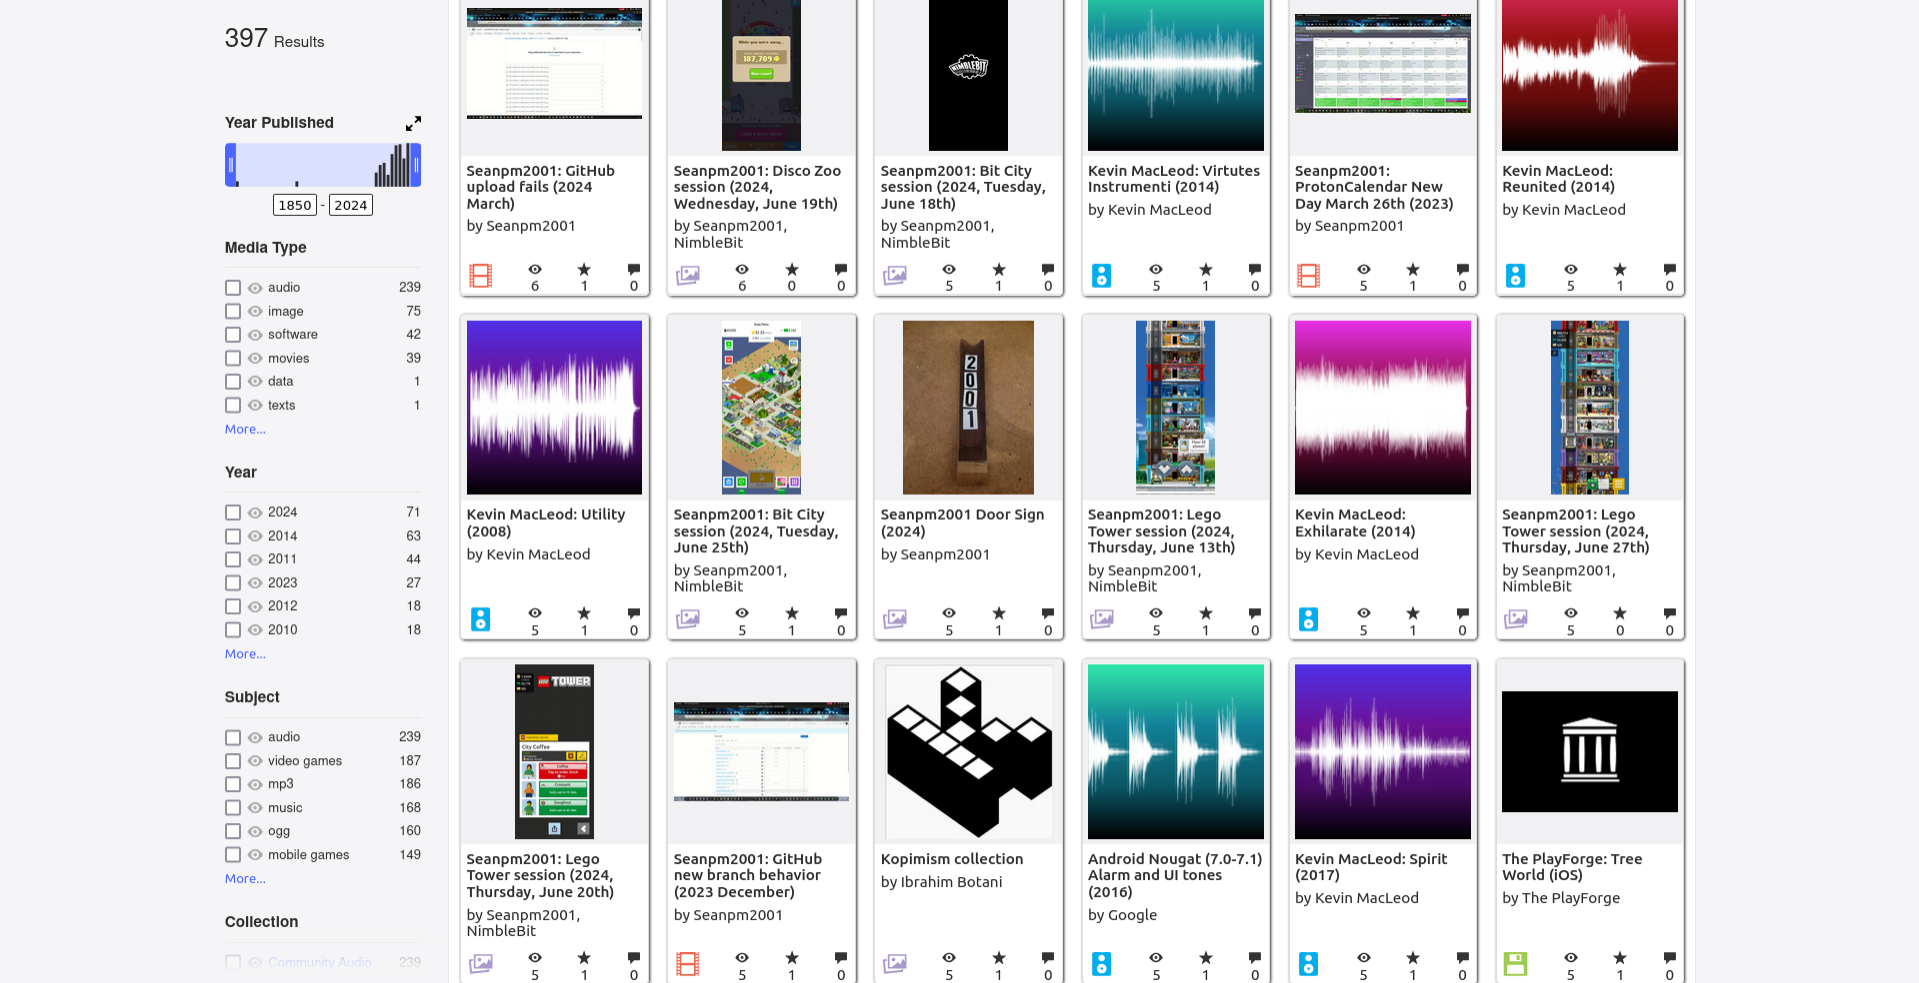 397 Results
Year Published
1850 - 2024
Media Type
audio 239
image 75
software 42
movies 39
data 1
texts 1
More...
Year
2024 71
2014 63
2011 44
2023 27
2012 18
2010 18
More...
Subject
audio 239
video games 187
mp3 186
music 168
ogg 160
mobile games 149
More...
Collection
Community Audio 239
Seanpm2001: GitHub
upload fails (2024
March)
by Seanpm2001
6 1 0
While you were away...
387,709
Seanpm2001: Disco Zoo
session (2024,
Wednesday, June 19th)
by Seanpm2001,
NimbleBit
6 0 0
NIMBLEBIT
Seanpm2001: Bit City
session (2024, Tuesday,
June 18th)
by Seanpm2001,
NimbleBit
5 1 0
Kevin MacLeod: Virtutes
Instrumenti (2014)
by Kevin MacLeod
5 1 0
Seanpm2001:
ProtonCalendar New
Day March 26th (2023)
by Seanpm2001
5 1 0
Kevin MacLeod:
Reunited (2014)
by Kevin MacLeod
5 1 0
Kevin MacLeod: Utility
(2008)
by Kevin MacLeod
5 1 0
Seanpm2001: Bit City
session (2024, Tuesday,
June 25th)
by Seanpm2001,
NimbleBit
5 1 0
2001
Seanpm2001 Door Sign
(2024)
by Seanpm2001
5 1 0
Seanpm2001: Lego
Tower session (2024,
Thursday, June 13th)
by Seanpm2001,
NimbleBit
5 1 0
Kevin MacLeod:
Exhilarate (2014)
by Kevin MacLeod
5 1 0
Seanpm2001: Lego
Tower session (2024,
Thursday, June 27th)
by Seanpm2001,
NimbleBit
5 0 0
LEGO TOWER
City Coffee
Coffee
Doughnut
Seanpm2001: Lego
Tower session (2024,
Thursday, June 20th)
by Seanpm2001,
NimbleBit
5 1 0
Seanpm2001: GitHub
new branch behavior
(2023 December)
by Seanpm2001
5 1 0
Kopimism collection
by Ibrahim Botani
5 1 0
Android Nougat (7.0-7.1)
Alarm and UI tones
(2016)
by Google
5 1 0
Kevin MacLeod: Spirit
(2017)
by Kevin MacLeod
5 1 0
The PlayForge: Tree
World (iOS)
by The PlayForge
5 1 0